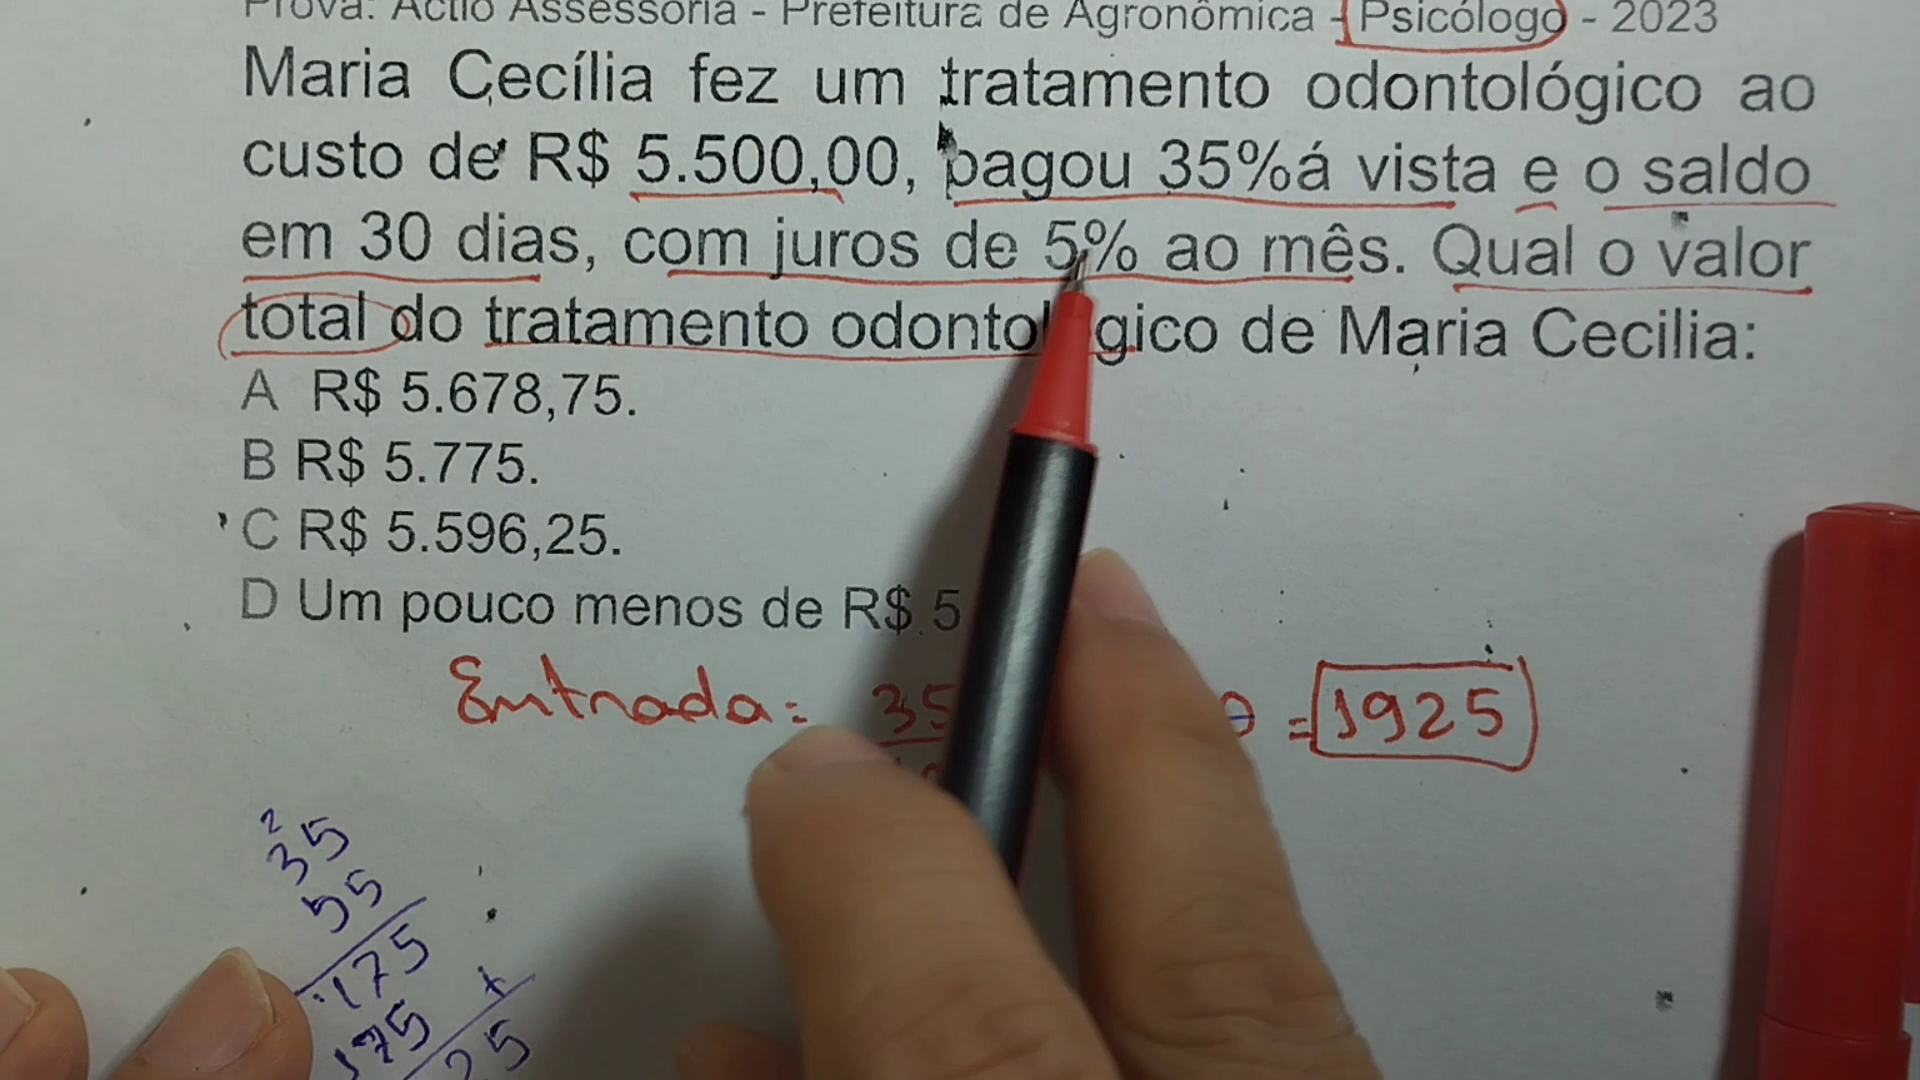 Prova: Actio Assessoria - Prefeitura de Agronômica - Psicólogo - 2023
Maria Cecília fez um tratamento odontológico ao
custo de R$ 5.500,00, pagou 35%á vista e o saldo
em 30 dias, com juros de 5% ao mês. Qual o valor
total do tratamento odontol gico de Maria Cecilia:
A R$ 5.678,75.
B R$ 5.775.
C R$ 5.596,25.
D Um pouco menos de R$ 5
Entrada: 35 = 1925
2
35
55
175
175 +
25